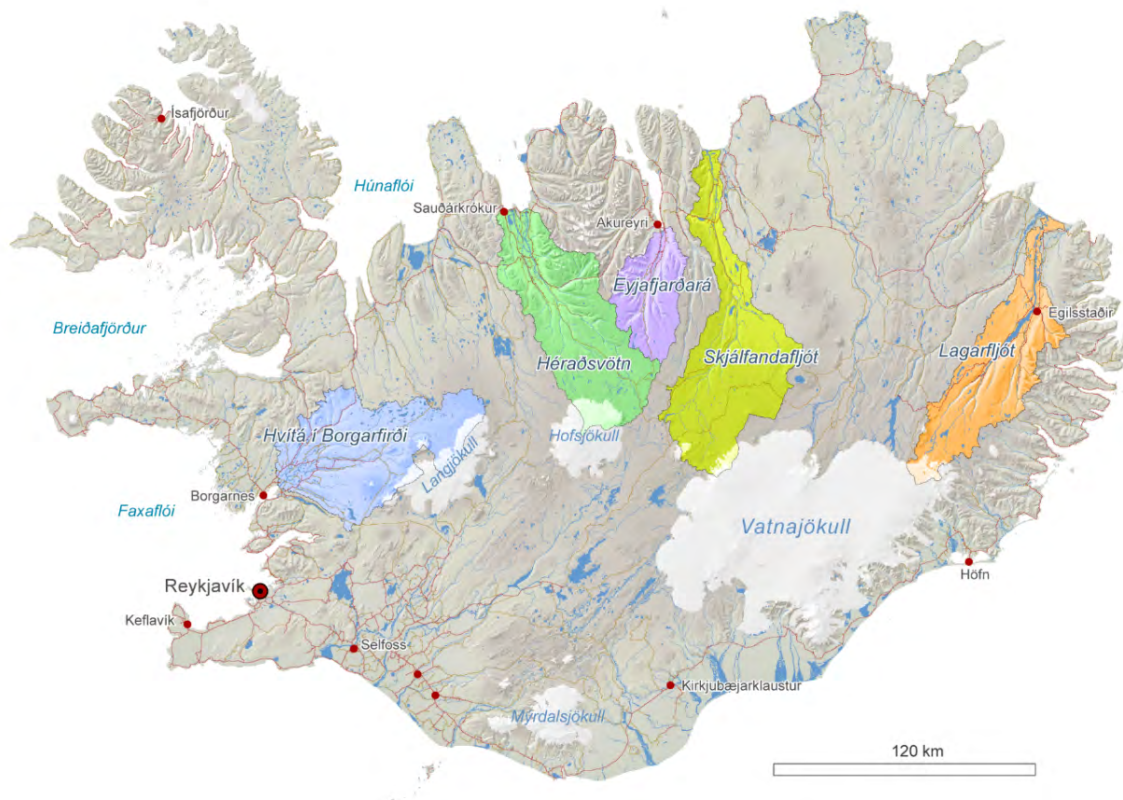 Ísafjörður
Húnaflói
Sauðárkrókur
Akureyri
Eyjafjarðará
Breiðafjörður
Egilsstaðir
Lagarfljót
Skjálfandafljót
Héraðsvötn
Hvítá í Borgarfirði
Hofsjökull
Langjökull
Borgarnes
Faxaflói
Vatnajökull
Höfn
Reykjavík
Keflavík
Selfoss
Kirkjubæjarklaustur
Mýrdalsjökull
120 km